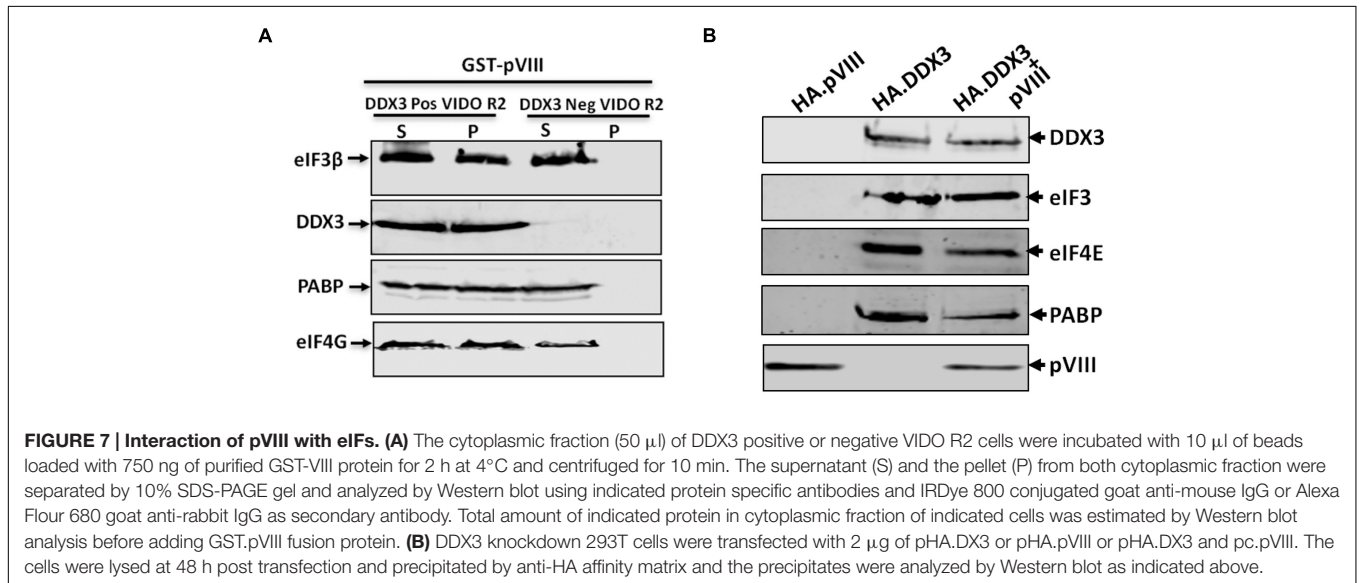 A
GST-pVIII
DDX3 Pos VIDO R2 DDX3 Neg VIDO R2
S P S P
eIF3β
DDX3
PABP
eIF4G
B
HA.pVIII
HA.DDX3
HA.DDX3 + pVIII
DDX3
eIF3
eIF4E
PABP
pVIII
FIGURE 7 | Interaction of pVIII with eIFs. (A) The cytoplasmic fraction (50 μl) of DDX3 positive or negative VIDO R2 cells were incubated with 10 μl of beads
loaded with 750 ng of purified GST-VIII protein for 2 h at 4°C and centrifuged for 10 min. The supernatant (S) and the pellet (P) from both cytoplasmic fraction were
separated by 10% SDS-PAGE gel and analyzed by Western blot using indicated protein specific antibodies and IRDye 800 conjugated goat anti-mouse IgG or Alexa
Flour 680 goat anti-rabbit IgG as secondary antibody. Total amount of indicated protein in cytoplasmic fraction of indicated cells was estimated by Western blot
analysis before adding GST.pVIII fusion protein. (B) DDX3 knockdown 293T cells were transfected with 2 μg of pHA.DX3 or pHA.pVIII or pHA.DX3 and pc.pVIII. The
cells were lysed at 48 h post transfection and precipitated by anti-HA affinity matrix and the precipitates were analyzed by Western blot as indicated above.